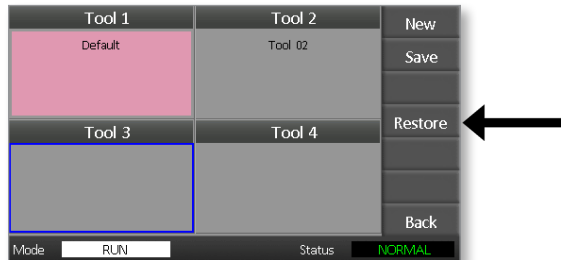 Tool 1
Tool 2
New
Default
Tool 02
Save
Restore
Tool 3
Tool 4
Back
Mode
RUN
Status
NORMAL